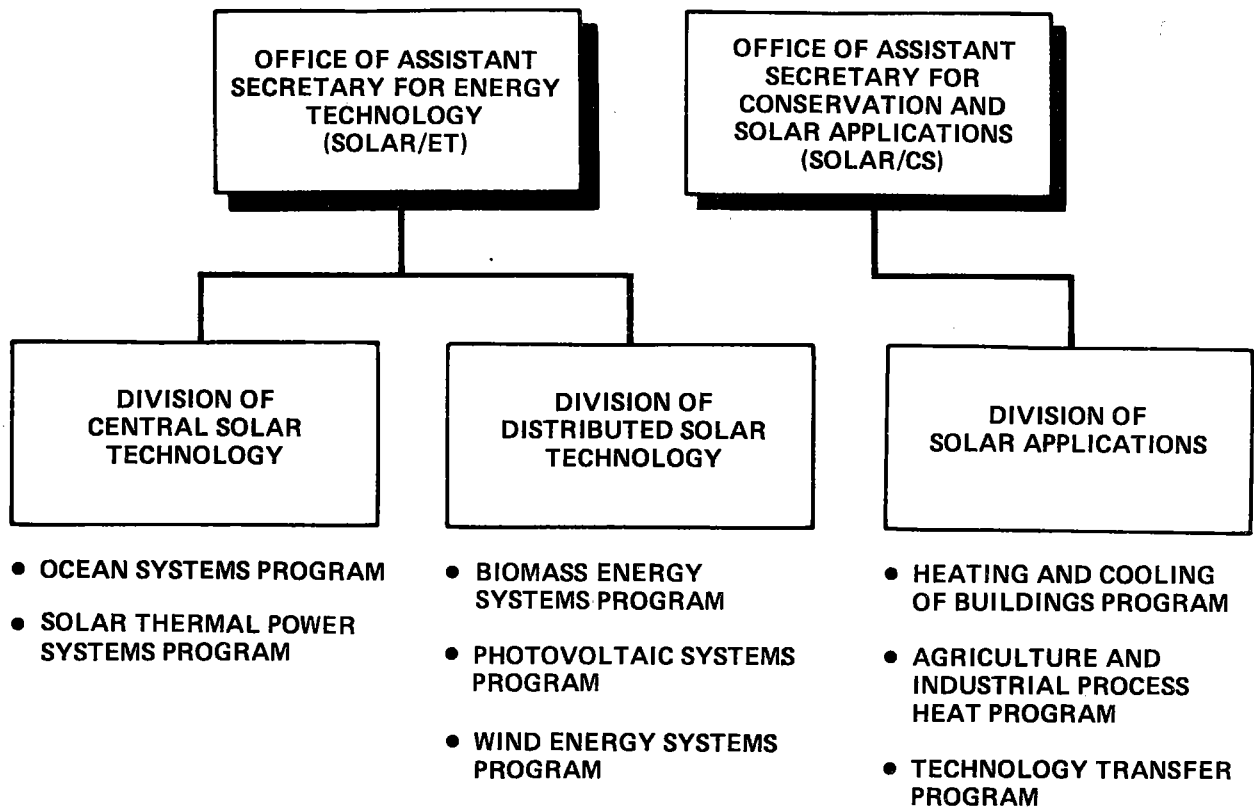 OFFICE OF ASSISTANT
SECRETARY FOR ENERGY
TECHNOLOGY
(SOLAR/ET)
OFFICE OF ASSISTANT
SECRETARY FOR
CONSERVATION AND
SOLAR APPLICATIONS
(SOLAR/CS)
DIVISION OF
CENTRAL SOLAR
TECHNOLOGY
DIVISION OF
DISTRIBUTED SOLAR
TECHNOLOGY
DIVISION OF
SOLAR APPLICATIONS
● OCEAN SYSTEMS PROGRAM
● SOLAR THERMAL POWER
SYSTEMS PROGRAM
● BIOMASS ENERGY
SYSTEMS PROGRAM
● PHOTOVOLTAIC SYSTEMS
PROGRAM
● WIND ENERGY SYSTEMS
PROGRAM
● HEATING AND COOLING
OF BUILDINGS PROGRAM
● AGRICULTURE AND
INDUSTRIAL PROCESS
HEAT PROGRAM
● TECHNOLOGY TRANSFER
PROGRAM